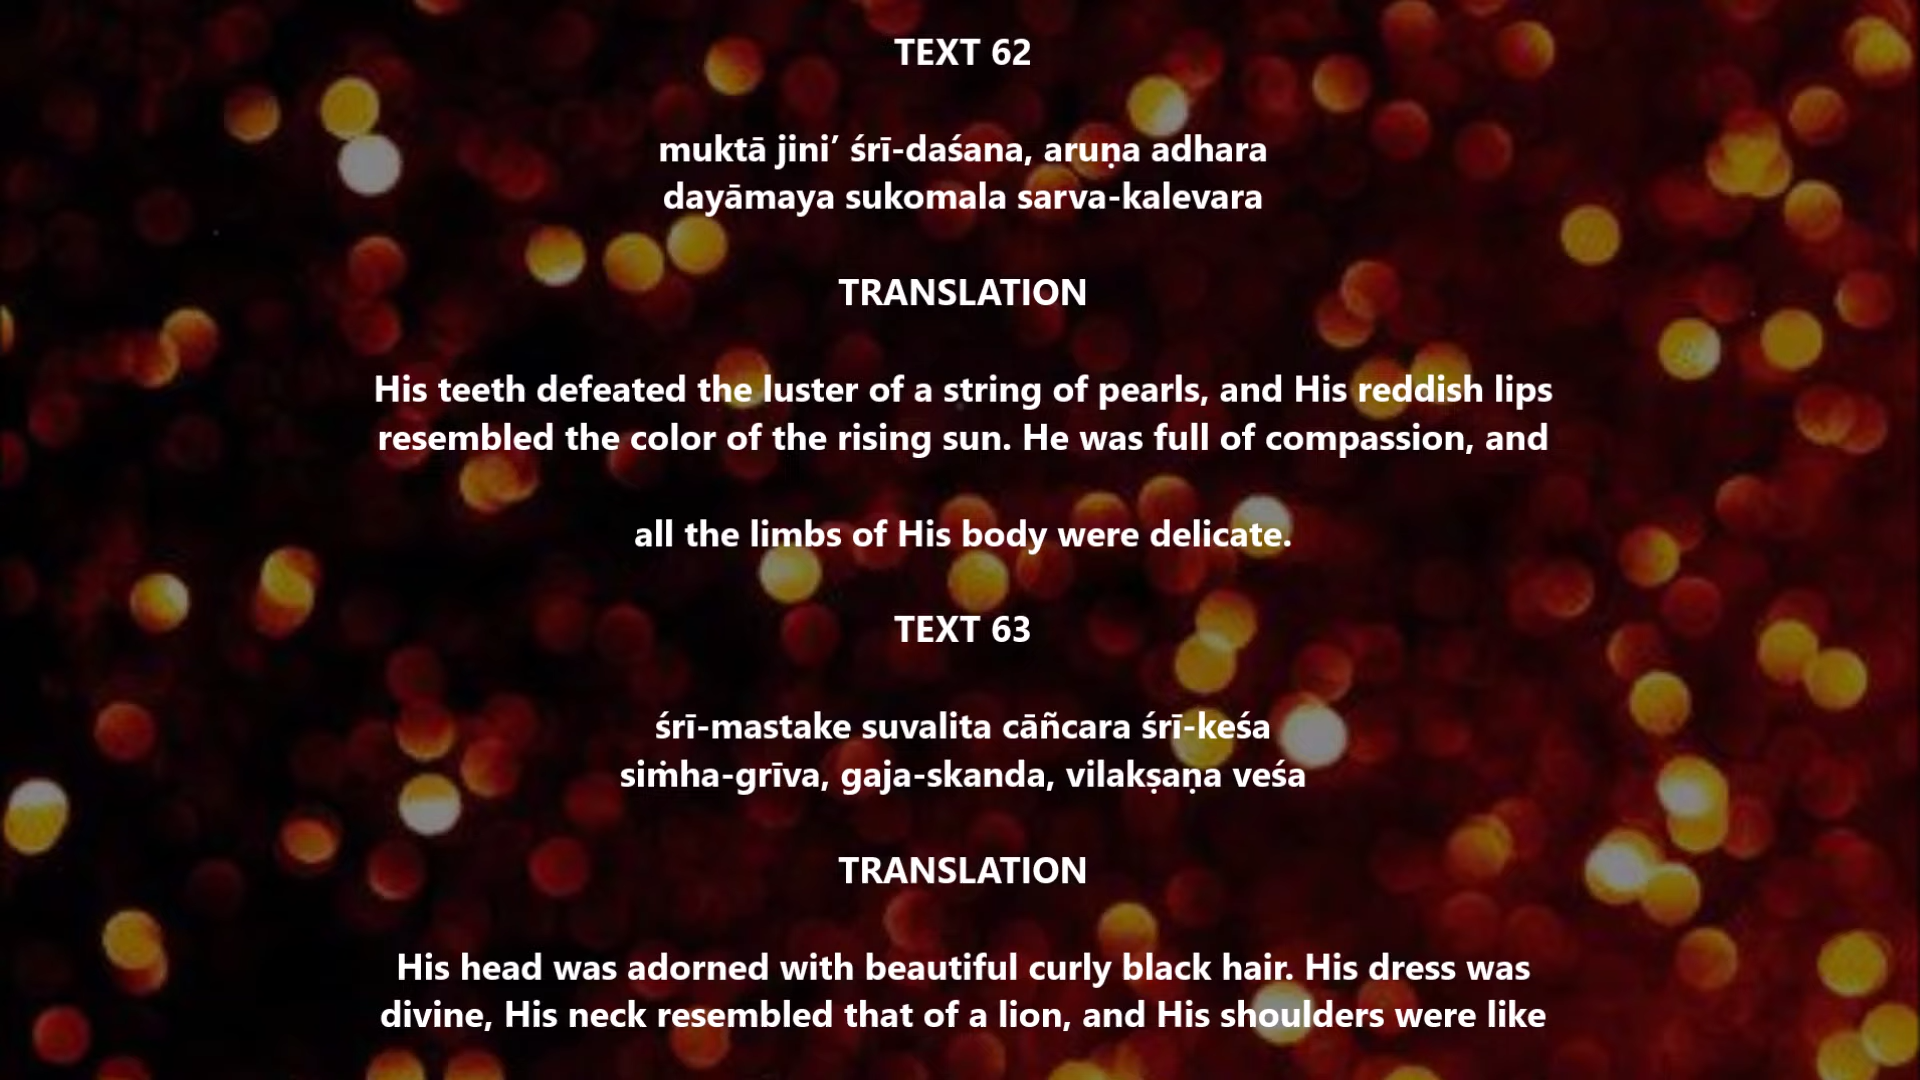 TEXT 62
muktā jini’ śrī-daśana, aruṇa adhara
dayāmaya sukomala sarva-kalevara
TRANSLATION
His teeth defeated the luster of a string of pearls, and His reddish lips
resembled the color of the rising sun. He was full of compassion, and
all the limbs of His body were delicate.
TEXT 63
śrī-mastake suvalita cāñcara śrī-keśa
siṁha-grīva, gaja-skanda, vilakṣaṇa veśa
TRANSLATION
His head was adorned with beautiful curly black hair. His dress was
divine, His neck resembled that of a lion, and His shoulders were like